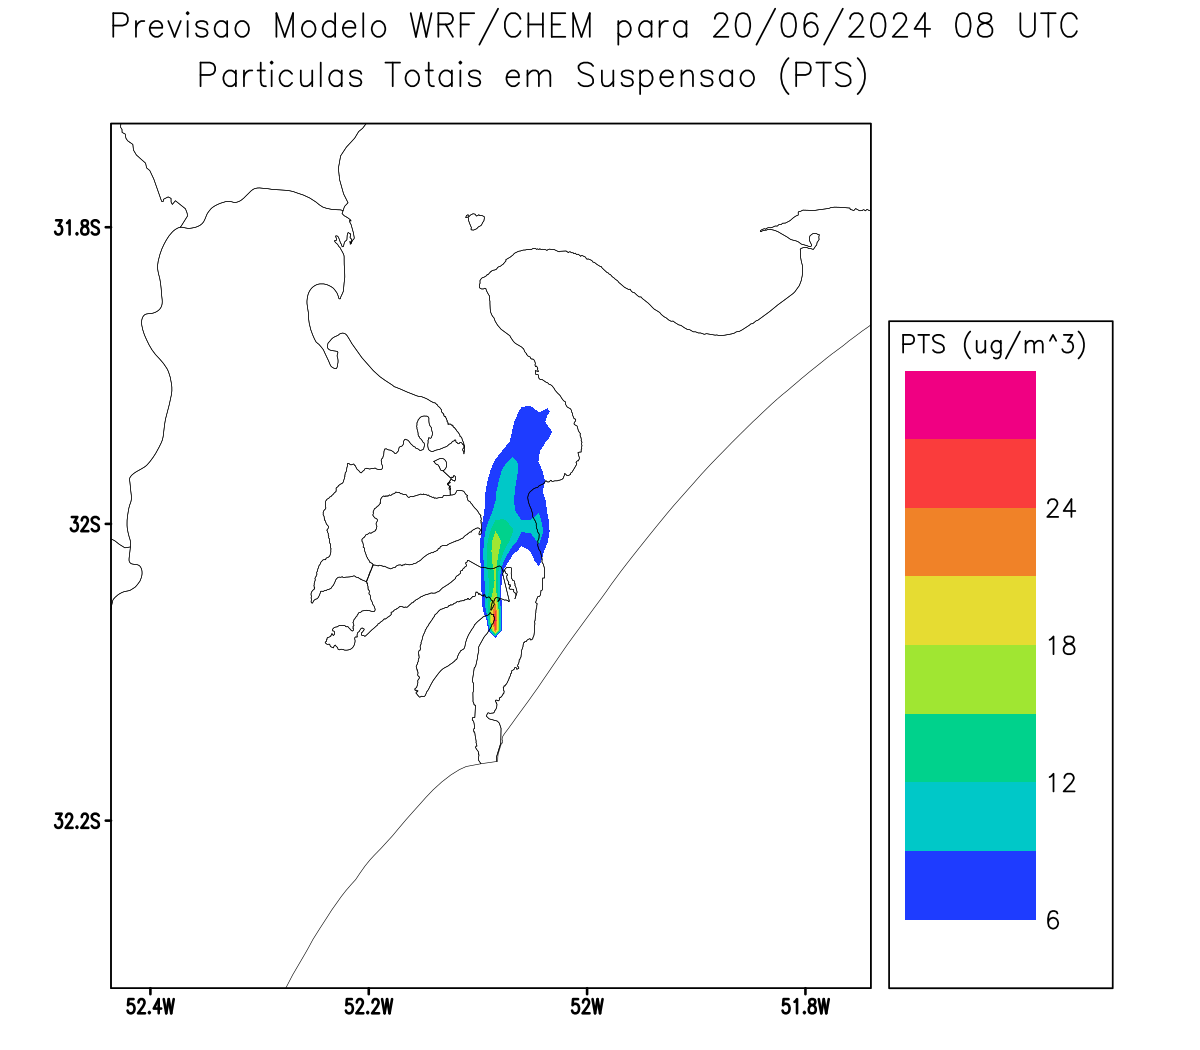 Previsao Modelo WRF/CHEM para 20/06/2024 08 UTC
Particulas Totais em Suspensao (PTS)
31.8S
32S
32.2S
52.4W
52.2W
52W
51.8W
PTS (ug/m^3)
24
18
12
6